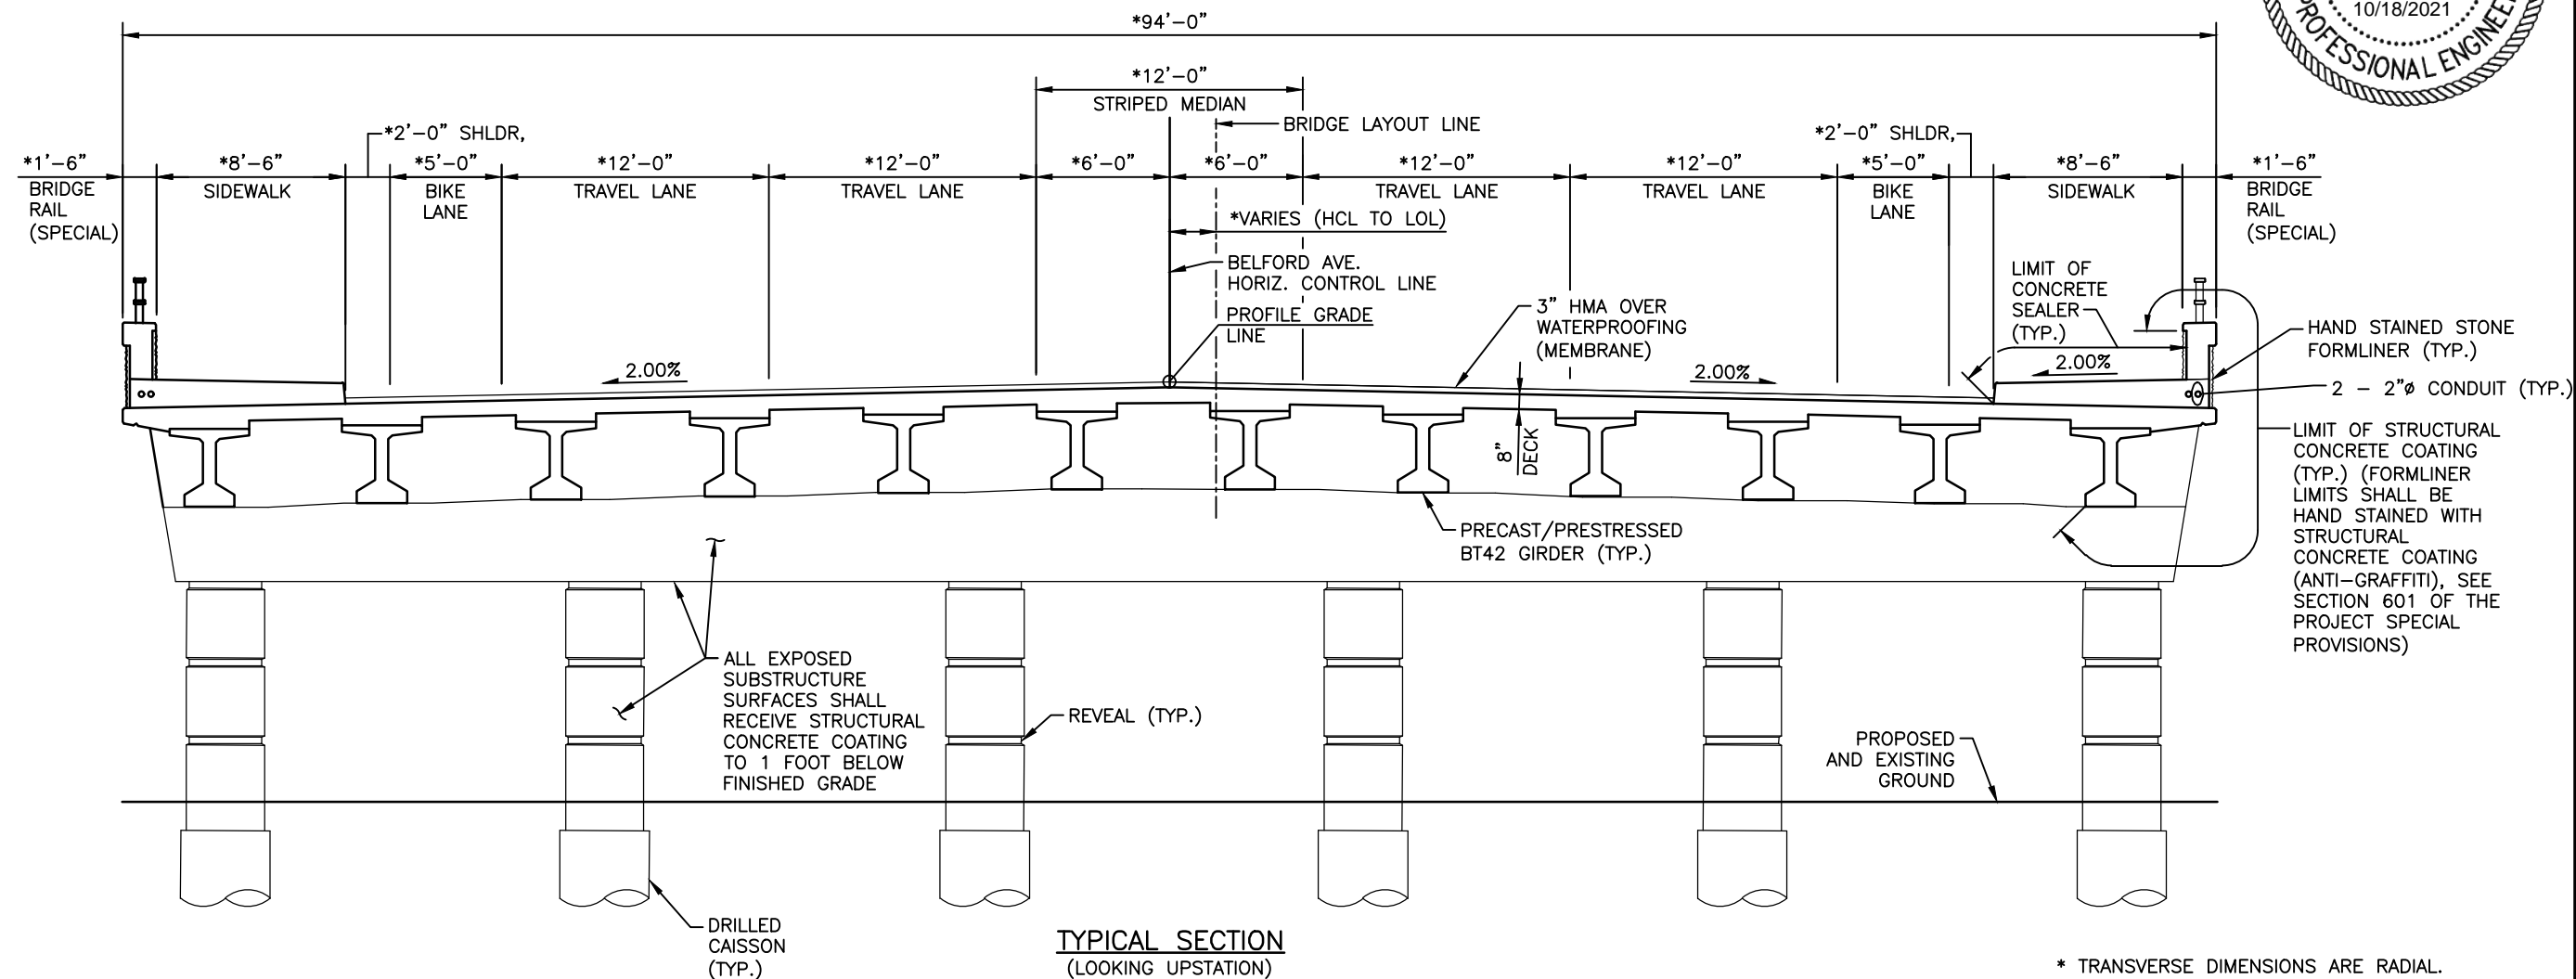 *94'-0"
10/18/2021
PROFESSIONAL ENGINEER
*12'-0"
STRIPED MEDIAN
BRIDGE LAYOUT LINE
*2'-0" SHLDR,
*2'-0" SHLDR,
*1'-6"
BRIDGE
RAIL
(SPECIAL)
*8'-6"
SIDEWALK
*5'-0"
BIKE
LANE
*12'-0"
TRAVEL LANE
*12'-0"
TRAVEL LANE
*6'-0"
*6'-0"
*12'-0"
TRAVEL LANE
*12'-0"
TRAVEL LANE
*5'-0"
BIKE
LANE
*8'-6"
SIDEWALK
*1'-6"
BRIDGE
RAIL
(SPECIAL)
*VARIES (HCL TO LOL)
BELFORD AVE.
HORIZ. CONTROL LINE
PROFILE GRADE
LINE
3" HMA OVER
WATERPROOFING
(MEMBRANE)
LIMIT OF
CONCRETE
SEALER
(TYP.)
HAND STAINED STONE
FORMLINER (TYP.)
2.00%
2.00%
2.00%
2 - 2"ø CONDUIT (TYP.)
8"
DECK
LIMIT OF STRUCTURAL
CONCRETE COATING
(TYP.) (FORMLINER
LIMITS SHALL BE
HAND STAINED WITH
STRUCTURAL
CONCRETE COATING
(ANTI-GRAFFITI), SEE
SECTION 601 OF THE
PROJECT SPECIAL
PROVISIONS)
PRECAST/PRESTRESSED
BT42 GIRDER (TYP.)
ALL EXPOSED
SUBSTRUCTURE
SURFACES SHALL
RECEIVE STRUCTURAL
CONCRETE COATING
TO 1 FOOT BELOW
FINISHED GRADE
REVEAL (TYP.)
PROPOSED
AND EXISTING
GROUND
DRILLED
CAISSON
(TYP.)
TYPICAL SECTION
(LOOKING UPSTATION)
* TRANSVERSE DIMENSIONS ARE RADIAL.